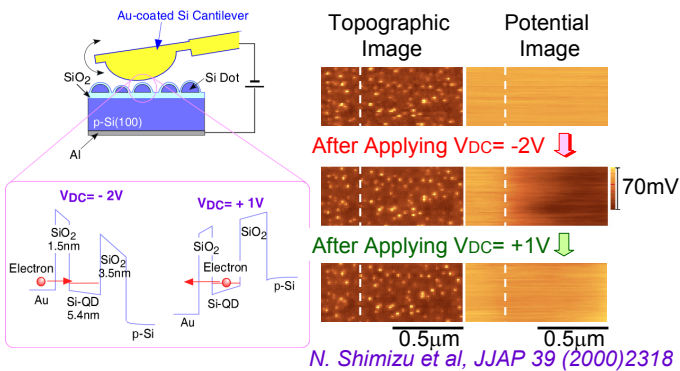 Au-coated Si Cantilever
SiO2
Si Dot
p-Si(100)
Al
VDC= - 2V
SiO2
1.5nm
SiO2
3.5nm
Electron
Au
Si-QD
5.4nm
p-Si
VDC= + 1V
SiO2
SiO2
Electron
Si-QD
p-Si
Au
Topographic
Image
Potential
Image
After Applying VDC= -2V
70mV
After Applying VDC= +1V
0.5μm
0.5μm
N. Shimizu et al, JJAP 39 (2000)2318